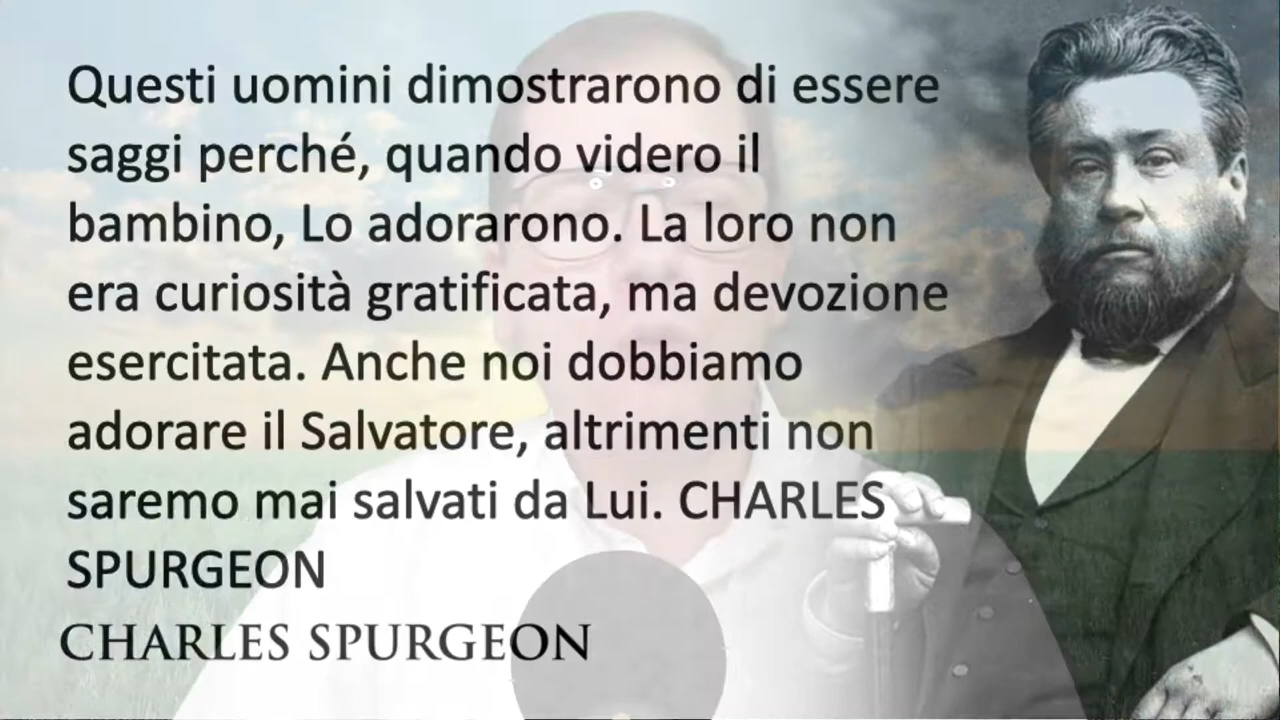 Questi uomini dimostrarono di essere
saggi perché, quando videro il
bambino, Lo adorarono. La loro non
era curiosità gratificata, ma devozione
esercitata. Anche noi dobbiamo
adorare il Salvatore, altrimenti non
saremo mai salvati da Lui. CHARLES
SPURGEON
CHARLES SPURGEON